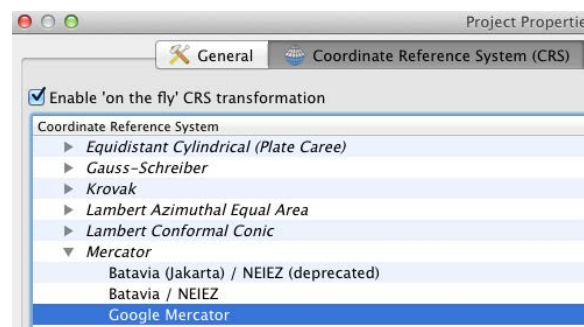 Project Propertie
General
Coordinate Reference System (CRS)
Enable 'on the fly' CRS transformation
Coordinate Reference System
Equidistant Cylindrical (Plate Caree)
Gauss-Schreiber
Krovak
Lambert Azimuthal Equal Area
Lambert Conformal Conic
Mercator
Batavia (Jakarta) / NEIEZ (deprecated)
Batavia / NEIEZ
Google Mercator